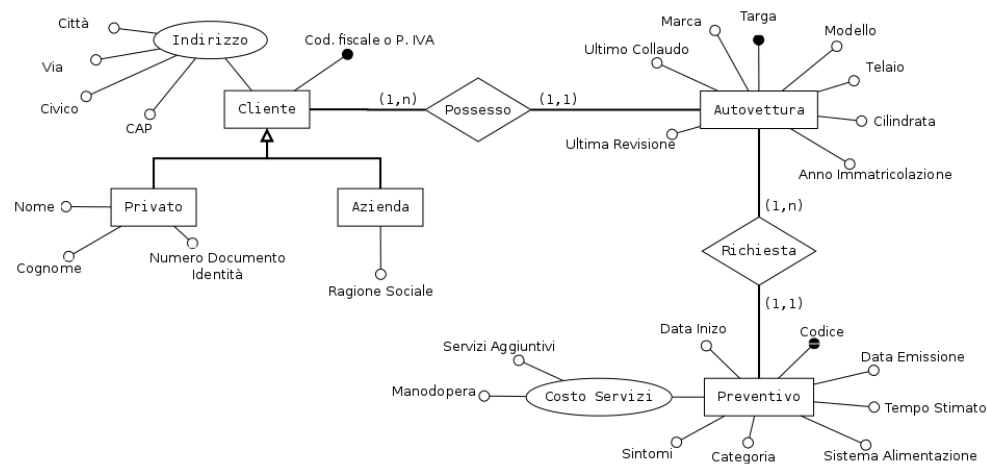 Città
Indirizzo
Cod. fiscale o P. IVA
Via
Civico
CAP
Cliente
(1,n)
Possesso
(1,1)
Marca
Targa
Modello
Ultimo Collaudo
Telaio
Autovettura
Cilindrata
Ultima Revisione
Anno Immatricolazione
Nome
Privato
Azienda
Cognome
Numero Documento
Identità
Ragione Sociale
(1,n)
Richiesta
(1,1)
Data Inizo
Codice
Servizi Aggiuntivi
Data Emissione
Manodopera
Costo Servizi
Preventivo
Tempo Stimato
Sintomi
Categoria
Sistema Alimentazione